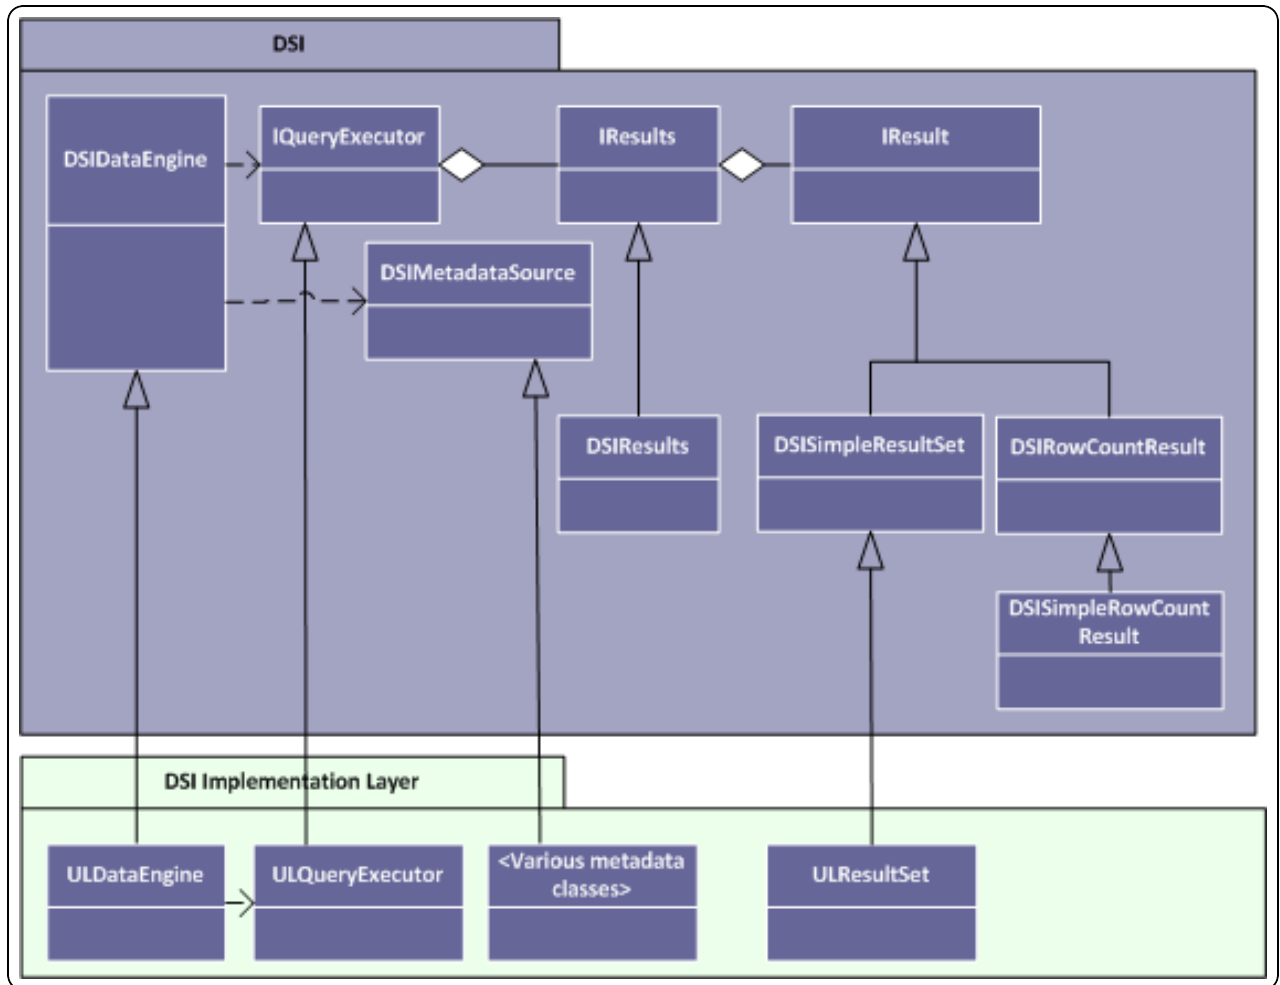 DSI
DSIDataEngine
IQueryExecutor
IResults
IResult
DSIMetadataSource
DSIResults
DSISimpleResultSet
DSIRowCountResult
DSISimpleRowCount
Result
DSI Implementation Layer
ULDataEngine
ULQueryExecutor
<Various metadata
classes>
ULResultSet